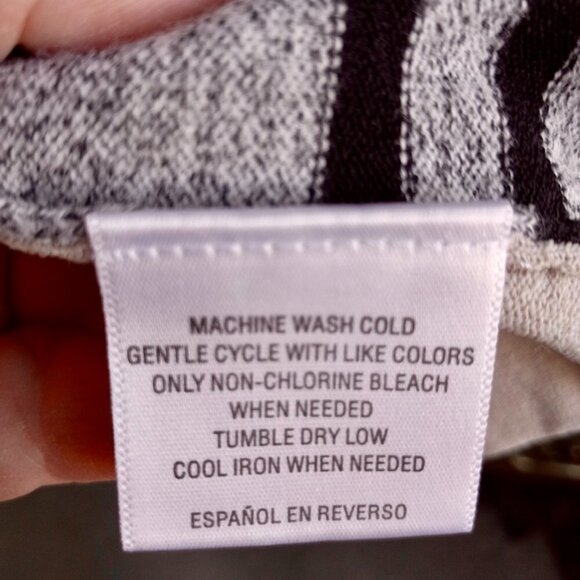 MACHINE WASH COLD
GENTLE CYCLE WITH LIKE COLORS
ONLY NON-CHLORINE BLEACH
WHEN NEEDED
TUMBLE DRY LOW
COOL IRON WHEN NEEDED
ESPAÑOL EN REVERSO